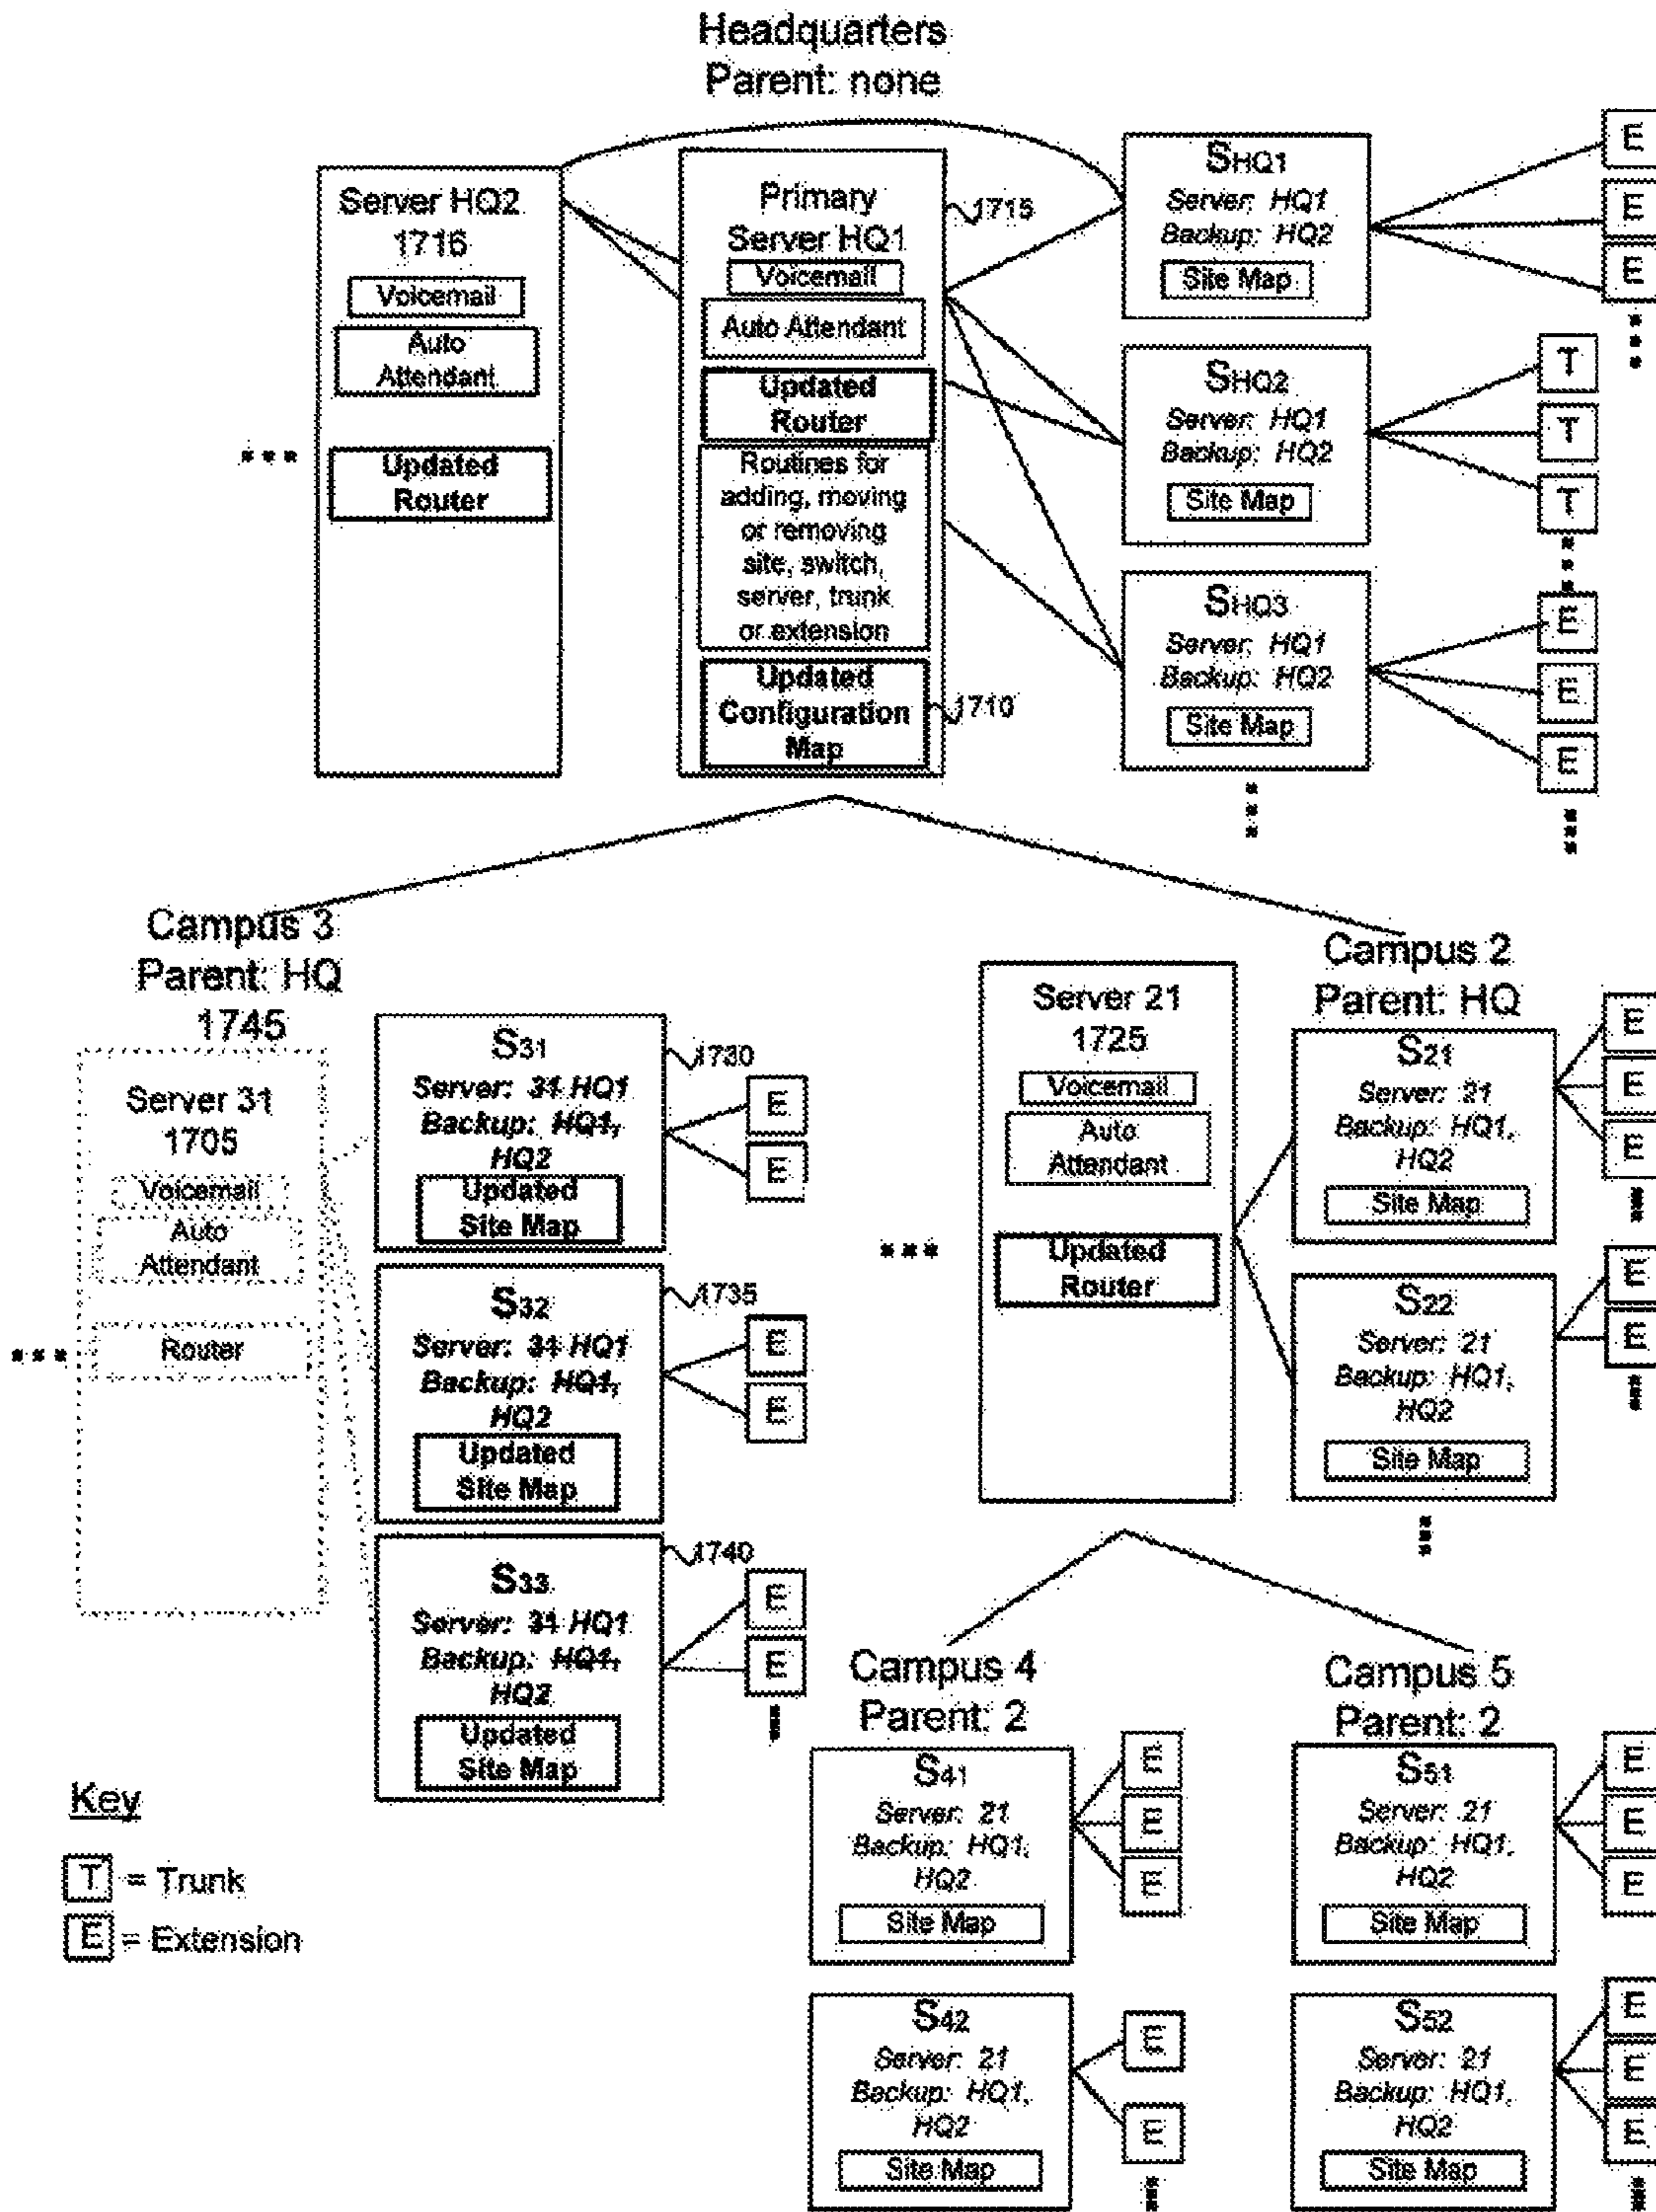 Headquarters
Parent: none
Server HQ2
1716
Voicemail
Auto
Attendant
Updated
Router
***
Primary
Server HQ1
1715
Voicemail
Auto Attendant
Updated
Router
Routines for
adding, moving
or removing
site, switch,
server, trunk
or extension
Updated
Configuration
Map
1710
SHQ1
Server: HQ1
Backup: HQ2
Site Map
E
E
E
***
SHQ2
Server: HQ1
Backup: HQ2
Site Map
T
T
T
***
SHQ3
Server: HQ1
Backup: HQ2
Site Map
E
E
E
***
***
Campus 3
Parent: HQ
1745
Server 31
1705
Voicemail
Auto
Attendant
Router
***
S31
1730
Server: 31 HQ1
Backup: HQ1,
HQ2
Updated
Site Map
E
E
S32
1735
Server: 31 HQ1
Backup: HQ1,
HQ2
Updated
Site Map
E
E
S33
1740
Server: 31 HQ1
Backup: HQ1,
HQ2
Updated
Site Map
E
E
***
Campus 2
Parent: HQ
Server 21
1725
Voicemail
Auto
Attendant
Updated
Router
***
S21
Server: 21
Backup: HQ1,
HQ2
Site Map
E
E
E
***
S22
Server: 21
Backup: HQ1,
HQ2
Site Map
E
E
***
***
Campus 4
Parent: 2
S41
Server: 21
Backup: HQ1,
HQ2
Site Map
E
E
E
S42
Server: 21
Backup: HQ1,
HQ2
Site Map
E
E
***
Campus 5
Parent: 2
S51
Server: 21
Backup: HQ1,
HQ2
Site Map
E
E
E
S52
Server: 21
Backup: HQ1,
HQ2
Site Map
E
E
E
***
Key
T = Trunk
E = Extension